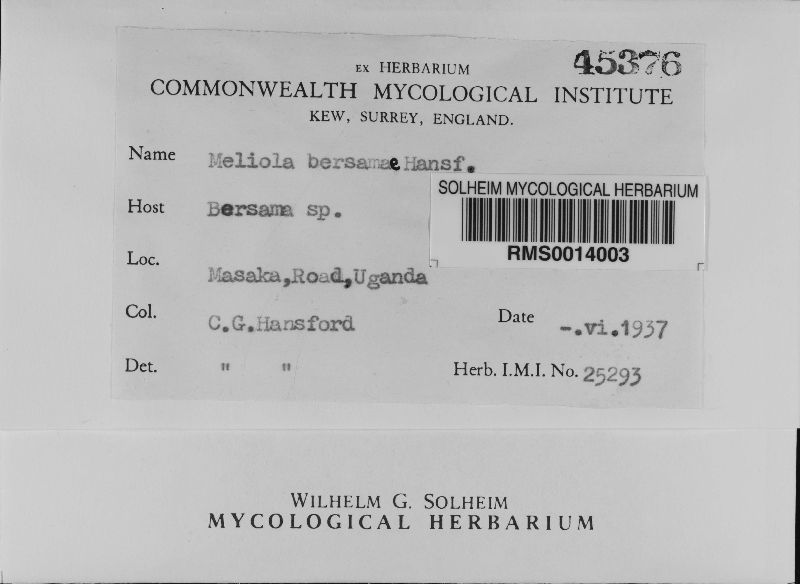 45376
EX HERBARIUM
COMMONWEALTH MYCOLOGICAL INSTITUTE
KEW, SURREY, ENGLAND.
Name Meliola bersamae Hansf.
SOLHEIM MYCOLOGICAL HERBARIUM
Host Bersama sp.
RMS0014003
Loc. Masaka,Road,Uganda
Col. C.G.Hansford Date -.vi.1937
Det. " " Herb. I.M.I. No. 25293
WILHELM G. SOLHEIM
MYCOLOGICAL HERBARIUM